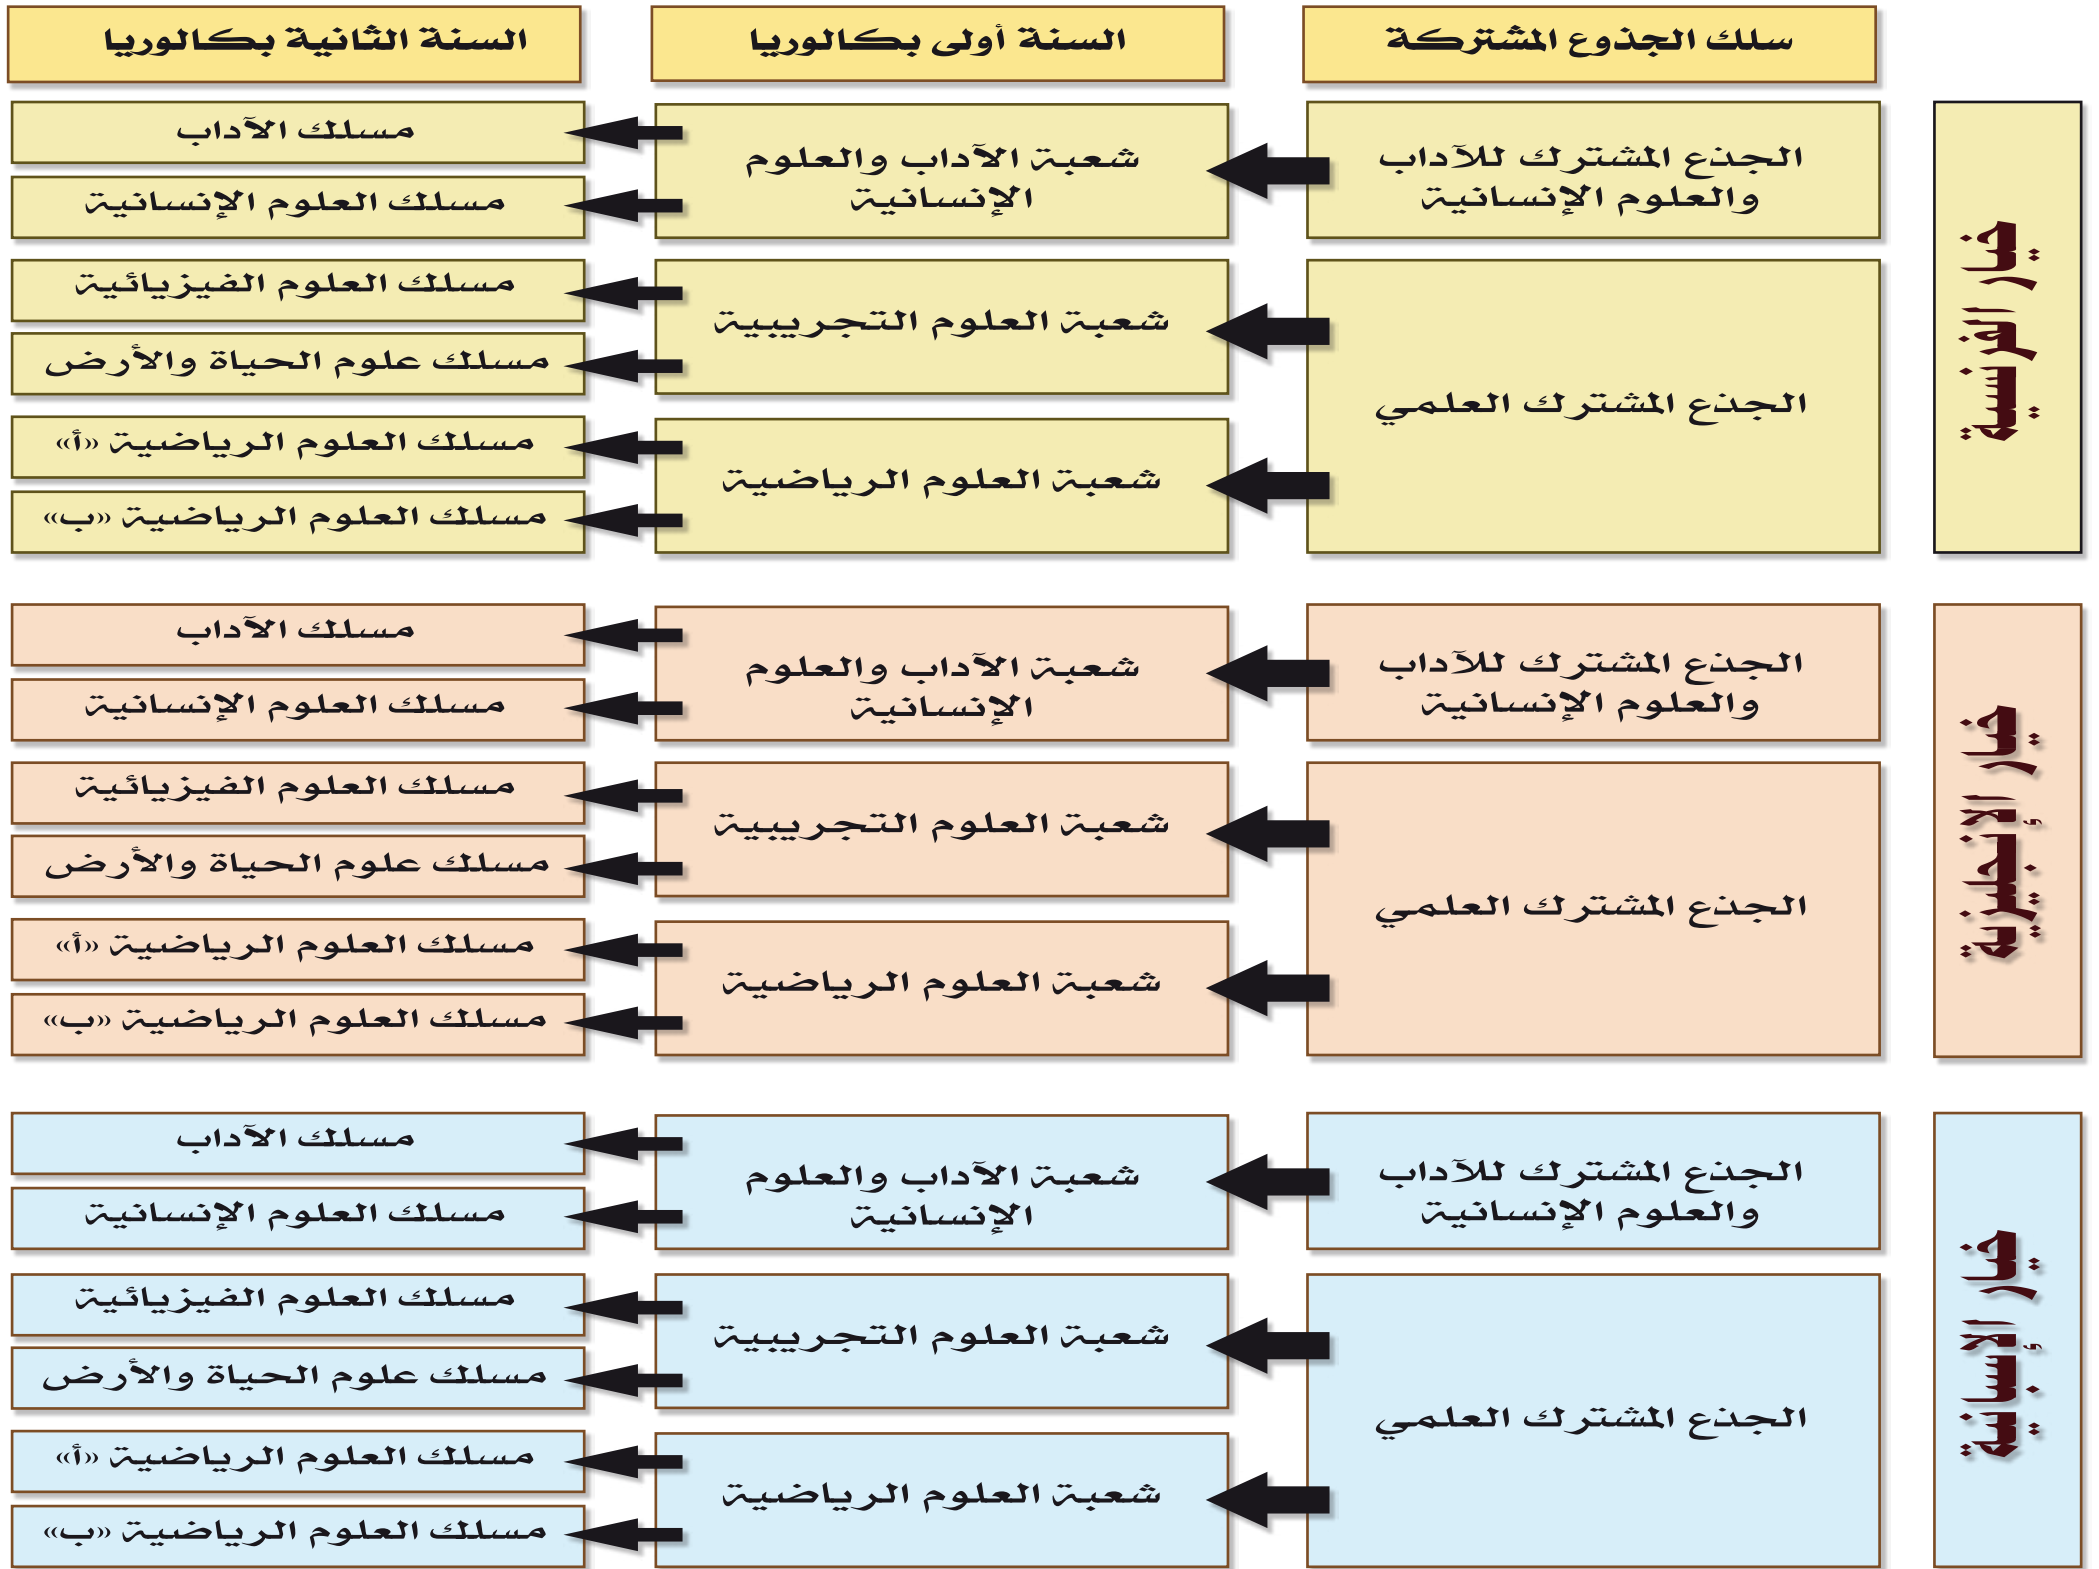 سلك الجذوع المشتركة
السنة أولى بكالوريا
السنة الثانية بكالوريا
خيار الفرنسية
الجذع المشترك للآداب
والعلوم الإنسانية
شعبة الآداب والعلوم
الإنسانية
مسلك الآداب
مسلك العلوم الإنسانية
الجذع المشترك العلمي
شعبة العلوم التجريبية
مسلك العلوم الفيزيائية
مسلك علوم الحياة والأرض
شعبة العلوم الرياضية
مسلك العلوم الرياضية «أ»
مسلك العلوم الرياضية «ب»
خيار الإنجليزية
الجذع المشترك للآداب
والعلوم الإنسانية
شعبة الآداب والعلوم
الإنسانية
مسلك الآداب
مسلك العلوم الإنسانية
الجذع المشترك العلمي
شعبة العلوم التجريبية
مسلك العلوم الفيزيائية
مسلك علوم الحياة والأرض
شعبة العلوم الرياضية
مسلك العلوم الرياضية «أ»
مسلك العلوم الرياضية «ب»
خيار الإسبانية
الجذع المشترك للآداب
والعلوم الإنسانية
شعبة الآداب والعلوم
الإنسانية
مسلك الآداب
مسلك العلوم الإنسانية
الجذع المشترك العلمي
شعبة العلوم التجريبية
مسلك العلوم الفيزيائية
مسلك علوم الحياة والأرض
شعبة العلوم الرياضية
مسلك العلوم الرياضية «أ»
مسلك العلوم الرياضية «ب»